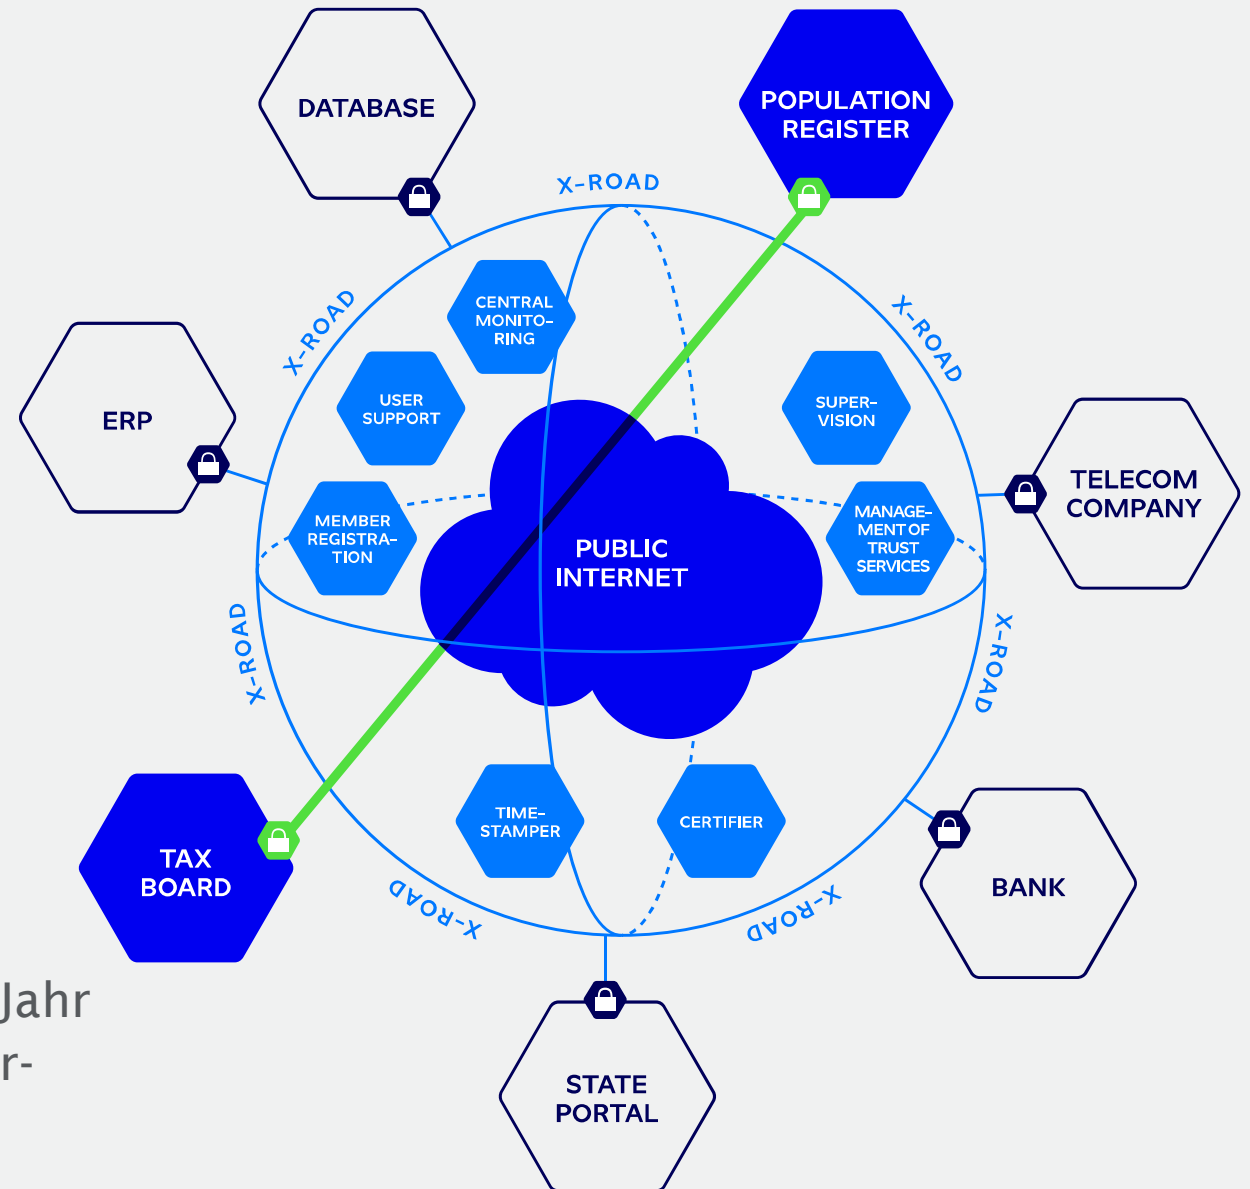 DATABASE
POPULATION
REGISTER
X-ROAD
CENTRAL
MONITO-
RING
X-ROAD
X-ROAD
USER
SUPPORT
SUPER-
VISION
ERP
TELECOM
COMPANY
MEMBER
REGISTRA-
TION
PUBLIC
INTERNET
MANAGE-
MENT OF
TRUST
SERVICES
X-ROAD
X-ROAD
TIME-
STAMPER
CERTIFIER
TAX
BOARD
BANK
X-ROAD
X-ROAD
Jahr
r-
STATE
PORTAL